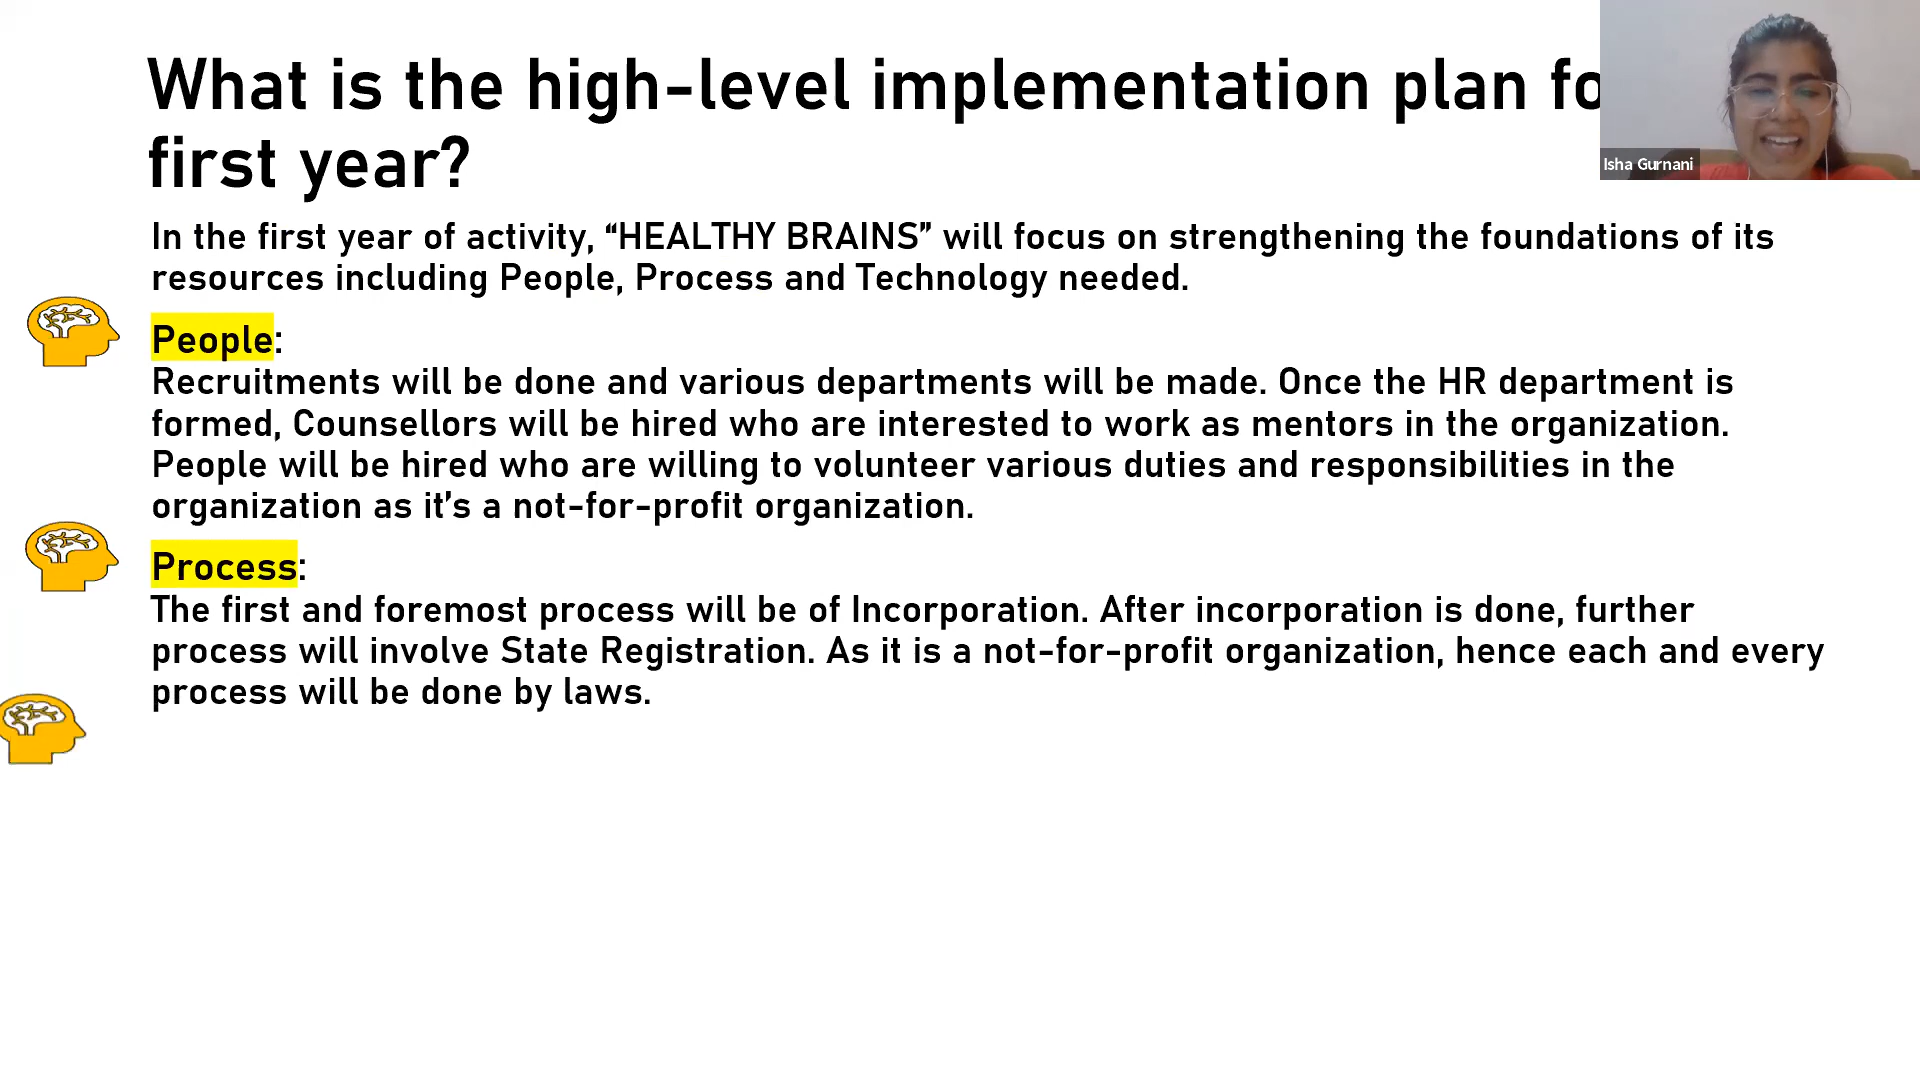 What is the high-level implementation plan fo
first year?
Isha Gurnani
In the first year of activity, “HEALTHY BRAINS” will focus on strengthening the foundations of its
resources including People, Process and Technology needed.
People:
Recruitments will be done and various departments will be made. Once the HR department is
formed, Counsellors will be hired who are interested to work as mentors in the organization.
People will be hired who are willing to volunteer various duties and responsibilities in the
organization as it’s a not-for-profit organization.
Process:
The first and foremost process will be of Incorporation. After incorporation is done, further
process will involve State Registration. As it is a not-for-profit organization, hence each and every
process will be done by laws.